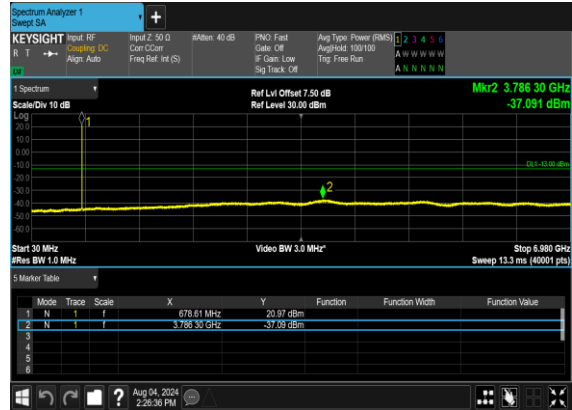 Spectrum Analyzer 1
Swept SA
+
KEYSIGHT Input: RF Input Z: 50 Ω #Atten: 40 dB PNO: Fast Avg Type: Power (RMS) 1 2 3 4 5 6
R T Coupling: DC Corr CCorr Gate: Off Avg|Hold: 100/100 A W W W W W
Align: Auto Freq Ref: Int (S) IF Gain: Low Trig: Free Run
Sig Track: Off A N N N N N
1 Spectrum Ref Lvl Offset 7.50 dB Mkr2 3.786 30 GHz
Scale/Div 10 dB Ref Level 30.00 dBm -37.091 dBm
Log
1
20.0
10.0
0.00
-10.0
DL1 -13.00 dBm
-20.0
2
-30.0
-40.0
-50.0
-60.0
Start 30 MHz Video BW 3.0 MHz* Stop 6.980 GHz
#Res BW 1.0 MHz Sweep 13.3 ms (40001 pts)
5 Marker Table
Mode Trace Scale X Y Function Function Width Function Value
1 N 1 f 678.61 MHz 20.97 dBm
2 N 1 f 3.786 30 GHz -37.09 dBm
3
4
5
6
? Aug 04, 2024
2:26:36 PM